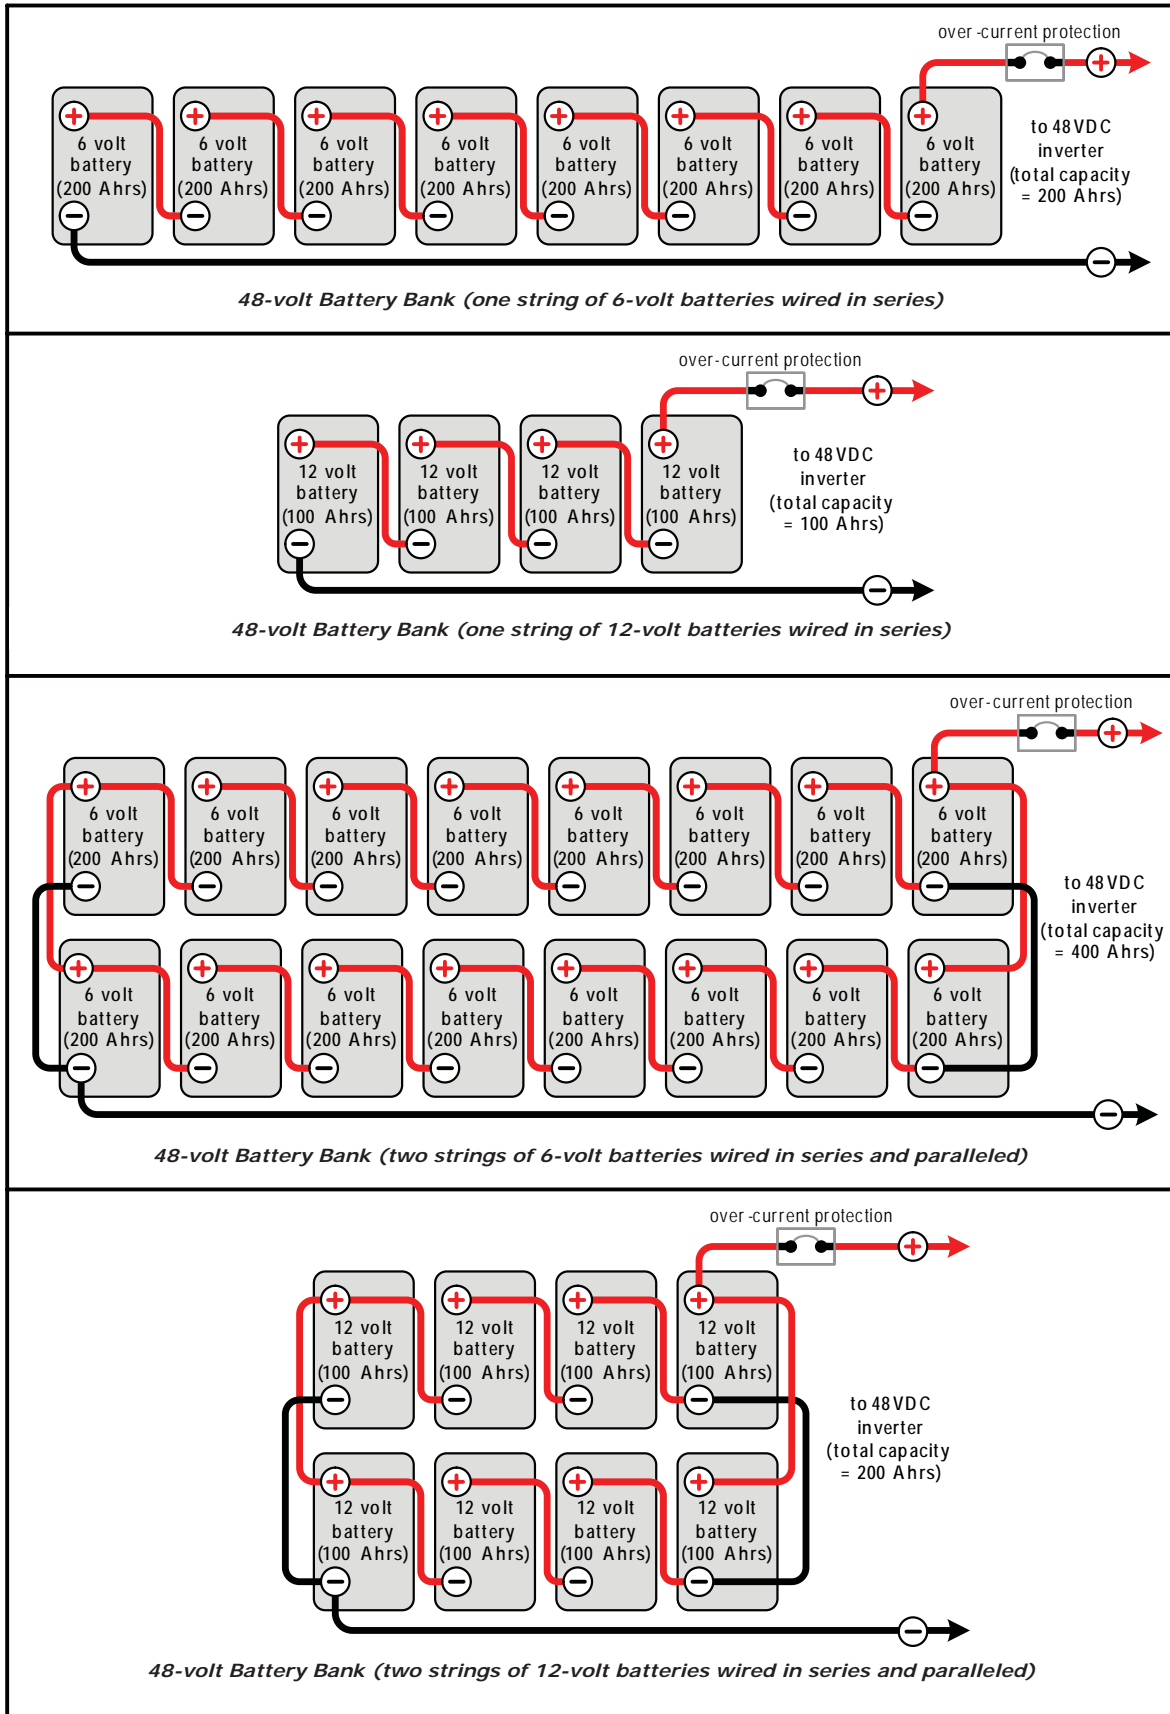 over-current protection
6 volt
battery
(200 Ahrs)
6 volt
battery
(200 Ahrs)
6 volt
battery
(200 Ahrs)
6 volt
battery
(200 Ahrs)
6 volt
battery
(200 Ahrs)
6 volt
battery
(200 Ahrs)
6 volt
battery
(200 Ahrs)
6 volt
battery
(200 Ahrs)
to 48VDC
inverter
(total capacity
= 200 Ahrs)
48-volt Battery Bank (one string of 6-volt batteries wired in series)
over-current protection
12 volt
battery
(100 Ahrs)
12 volt
battery
(100 Ahrs)
12 volt
battery
(100 Ahrs)
12 volt
battery
(100 Ahrs)
to 48VDC
inverter
(total capacity
= 100 Ahrs)
48-volt Battery Bank (one string of 12-volt batteries wired in series)
over-current protection
6 volt
battery
(200 Ahrs)
6 volt
battery
(200 Ahrs)
6 volt
battery
(200 Ahrs)
6 volt
battery
(200 Ahrs)
6 volt
battery
(200 Ahrs)
6 volt
battery
(200 Ahrs)
6 volt
battery
(200 Ahrs)
6 volt
battery
(200 Ahrs)
to 48VDC
inverter
(total capacity
= 400 Ahrs)
6 volt
battery
(200 Ahrs)
6 volt
battery
(200 Ahrs)
6 volt
battery
(200 Ahrs)
6 volt
battery
(200 Ahrs)
6 volt
battery
(200 Ahrs)
6 volt
battery
(200 Ahrs)
6 volt
battery
(200 Ahrs)
6 volt
battery
(200 Ahrs)
48-volt Battery Bank (two strings of 6-volt batteries wired in series and paralleled)
over-current protection
12 volt
battery
(100 Ahrs)
12 volt
battery
(100 Ahrs)
12 volt
battery
(100 Ahrs)
12 volt
battery
(100 Ahrs)
to 48VDC
inverter
(total capacity
= 200 Ahrs)
12 volt
battery
(100 Ahrs)
12 volt
battery
(100 Ahrs)
12 volt
battery
(100 Ahrs)
12 volt
battery
(100 Ahrs)
48-volt Battery Bank (two strings of 12-volt batteries wired in series and paralleled)